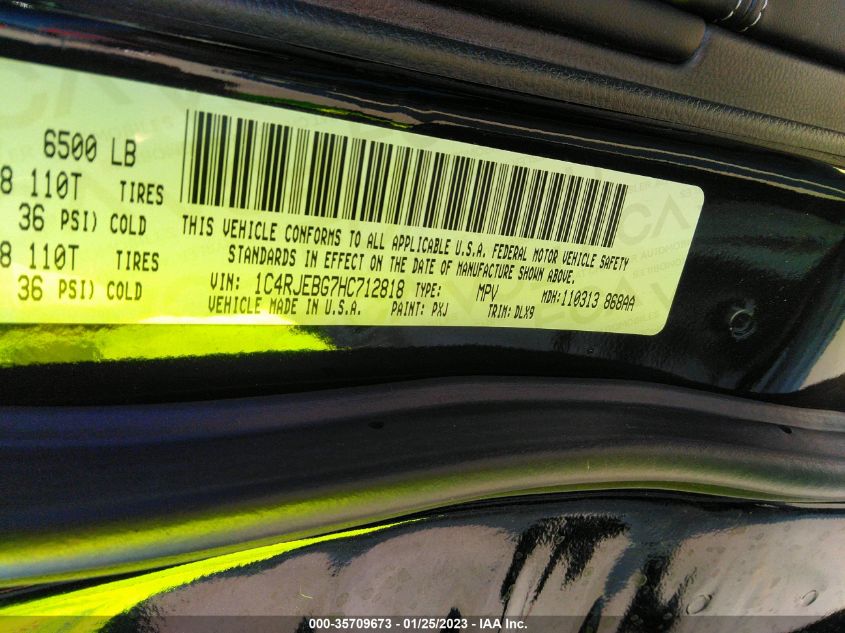 6500 LB
8 110T TIRES
36 PSI) COLD
8 110T TIRES
36 PSI) COLD
THIS VEHICLE CONFORMS TO ALL APPLICABLE U.S.A. FEDERAL MOTOR VEHICLE SAFETY
STANDARDS IN EFFECT ON THE DATE OF MANUFACTURE SHOWN ABOVE.
VIN: 1C4RJEBG7HC712818 TYPE: MPV MDH:110313 868AA
VEHICLE MADE IN U.S.A. PAINT: PXJ TRIM:DLX9
000-35709673 - 01/25/2023 - IAA Inc.